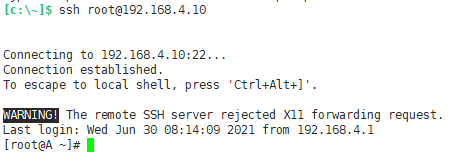 [c:\~]$ ssh root@192.168.4.10
Connecting to 192.168.4.10:22...
Connection established.
To escape to local shell, press 'Ctrl+Alt+]'.
WARNING! The remote SSH server rejected X11 forwarding request.
Last login: Wed Jun 30 08:14:09 2021 from 192.168.4.1
[root@A ~]#